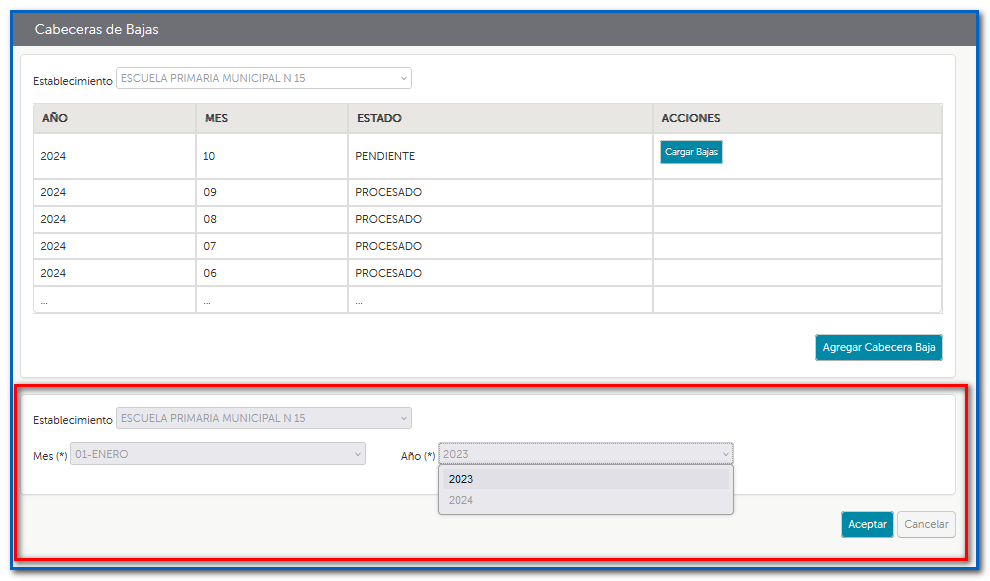 Cabeceras de Bajas
Establecimiento ESCUELA PRIMARIA MUNICIPAL N 15
AÑO MES ESTADO ACCIONES
2024 10 PENDIENTE Cargar Bajas
2024 09 PROCESADO
2024 08 PROCESADO
2024 07 PROCESADO
2024 06 PROCESADO
... ... ...
Agregar Cabecera Baja
Establecimiento ESCUELA PRIMARIA MUNICIPAL N 15
Mes (*) 01-ENERO Año (*) 2023
2023
2024
Aceptar Cancelar